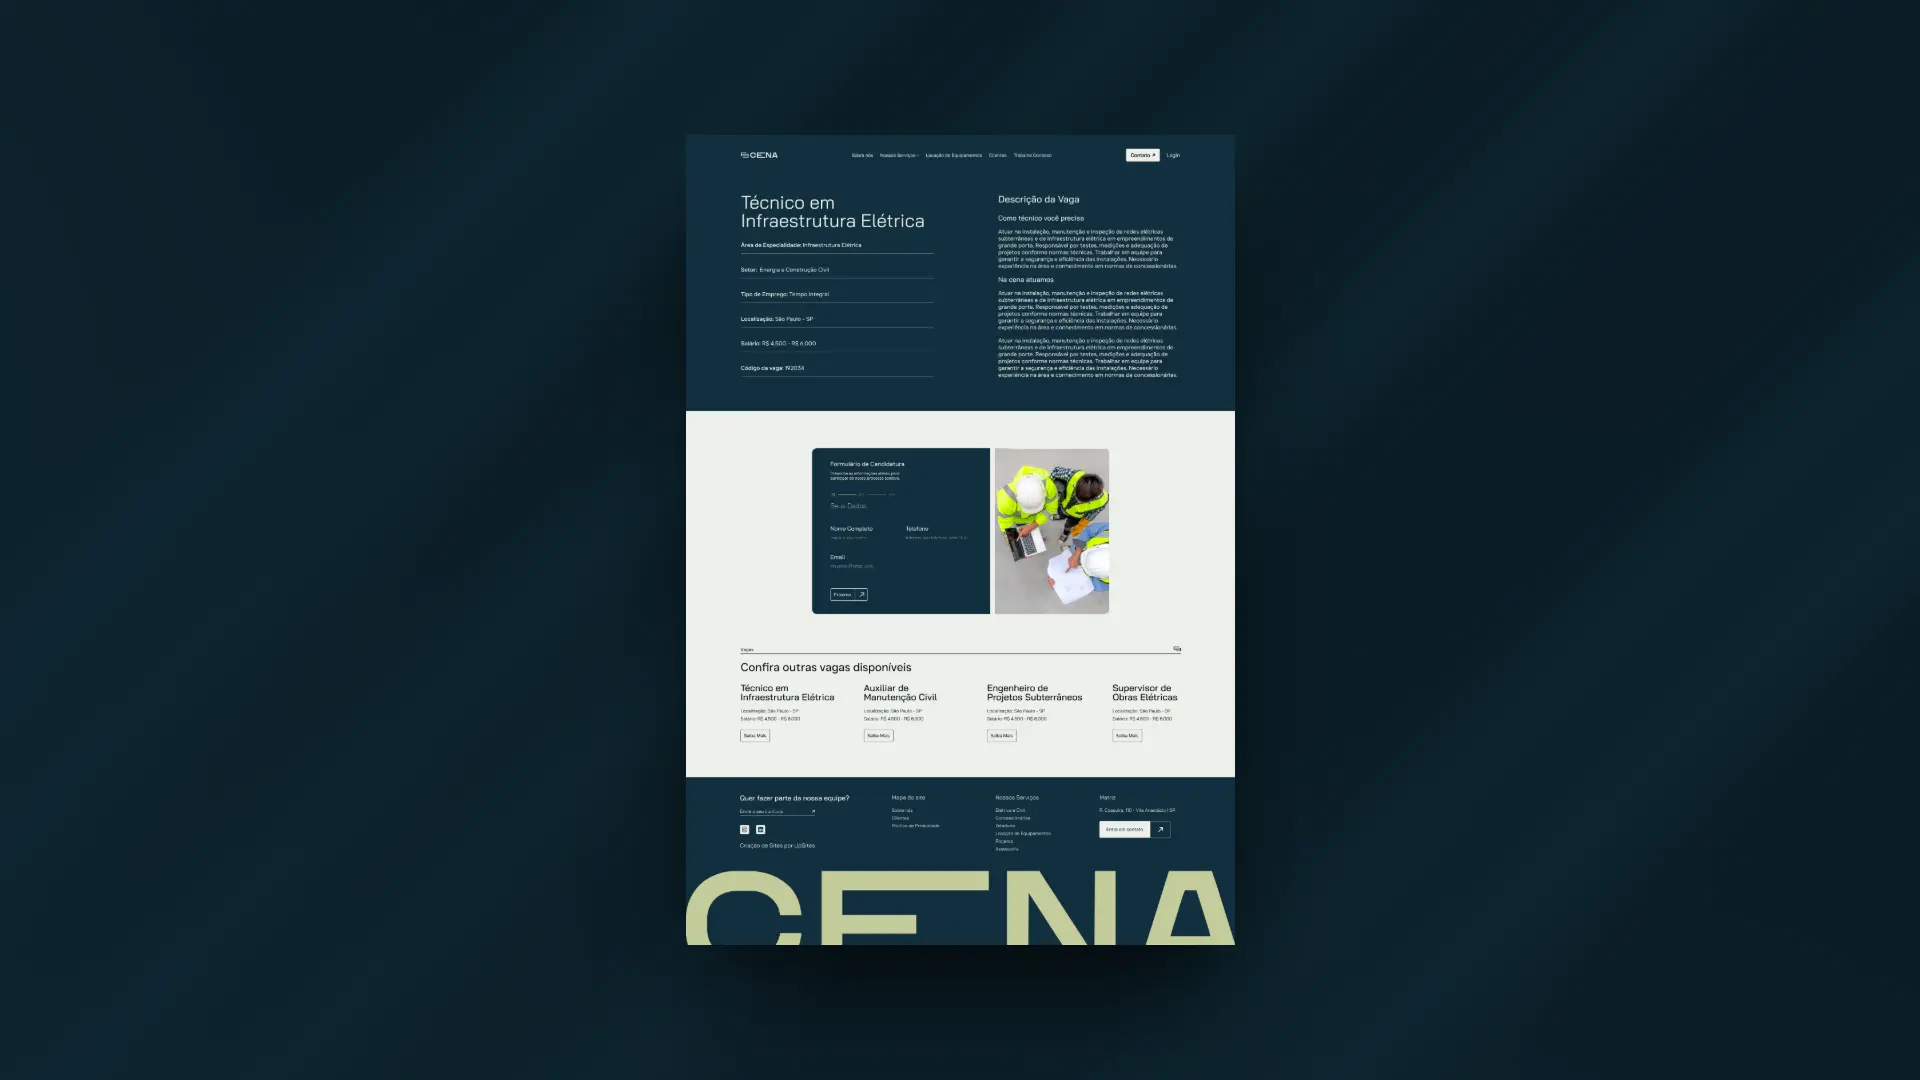 CENA
Sobre nós Nossos Serviços Locação de Equipamentos Clientes Trabalhe Conosco
Contato
Login
Técnico em
Infraestrutura Elétrica
Área de Especialidade: Infraestrutura Elétrica
Setor: Energia e Construção Civil
Tipo de Emprego: Tempo Integral
Localização: São Paulo - SP
Salário: R$ 4.500 - R$ 6.000
Código da vaga: 192034
Descrição da Vaga
Como técnico você precisa
Atuar na instalação, manutenção e inspeção de redes elétricas
subterrâneas e de infraestrutura elétrica em empreendimentos de
grande porte. Responsável por testes, medições e adequação de
projetos conforme normas técnicas. Trabalhar em equipe para
garantir a segurança e eficiência das instalações. Necessário
experiência na área e conhecimento em normas de concessionárias.
Na cena atuamos
Atuar na instalação, manutenção e inspeção de redes elétricas
subterrâneas e de infraestrutura elétrica em empreendimentos de
grande porte. Responsável por testes, medições e adequação de
projetos conforme normas técnicas. Trabalhar em equipe para
garantir a segurança e eficiência das instalações. Necessário
experiência na área e conhecimento em normas de concessionárias.
Atuar na instalação, manutenção e inspeção de redes elétricas
subterrâneas e de infraestrutura elétrica em empreendimentos de
grande porte. Responsável por testes, medições e adequação de
projetos conforme normas técnicas. Trabalhar em equipe para
garantir a segurança e eficiência das instalações. Necessário
experiência na área e conhecimento em normas de concessionárias.
Formulário de Candidatura
participar do nosso processo seletivo.
Seus Dados
Nome Completo
Telefone
Email
Próximo
Vagas
Confira outras vagas disponíveis
Técnico em
Infraestrutura Elétrica
Localização: São Paulo - SP
Salário: R$ 4.500 - R$ 6.000
Saiba Mais
Auxiliar de
Manutenção Civil
Localização: São Paulo - SP
Salário: R$ 4.500 - R$ 6.000
Saiba Mais
Engenheiro de
Projetos Subterrâneos
Localização: São Paulo - SP
Salário: R$ 4.500 - R$ 6.000
Saiba Mais
Supervisor de
Obras Elétricas
Localização: São Paulo - SP
Salário: R$ 4.500 - R$ 6.000
Saiba Mais
Quer fazer parte da nossa equipe?
Envie o seu currículo
Criação de Sites por UpSites
Mapa do site
Sobre nós
Clientes
Política de Privacidade
Nossos Serviços
Elétrica e Civil
Locação de Equipamentos
Projetos
Assessoria
Matriz
Entre em contato
CENA